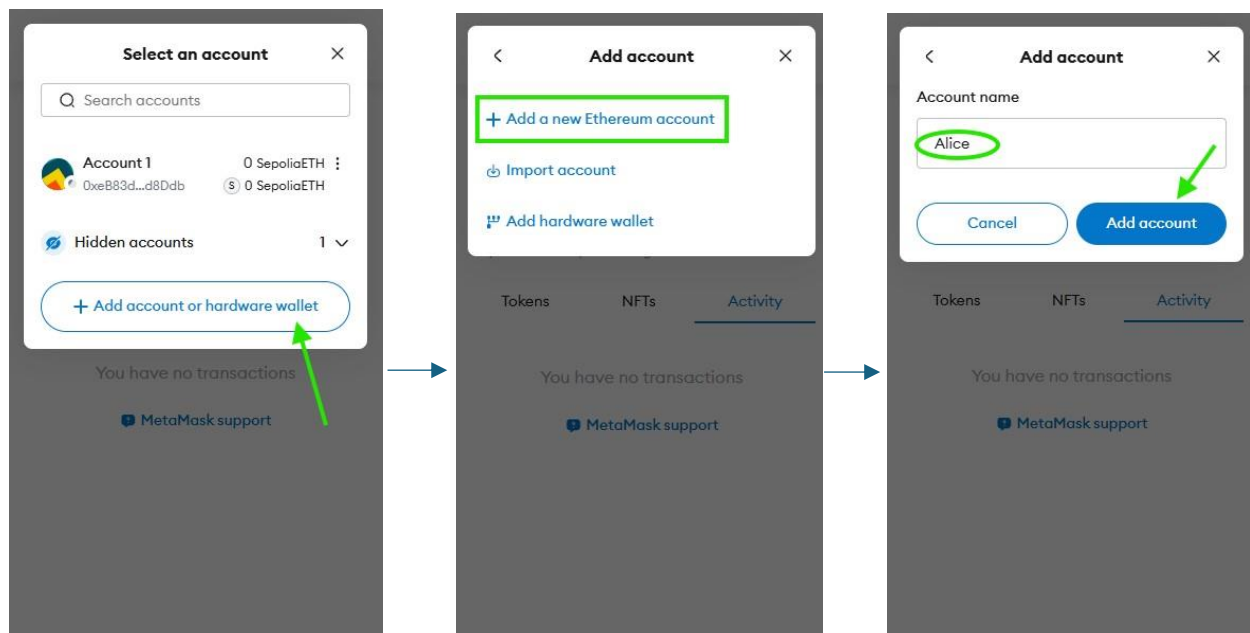 Select an account
Search accounts
Account 1
0 SepoliaETH
0xeB83d...d8Ddb
S 0 SepoliaETH
Hidden accounts
1
+ Add account or hardware wallet
You have no transactions
MetaMask support
Add account
+ Add a new Ethereum account
Import account
Add hardware wallet
Tokens
NFTs
Activity
You have no transactions
MetaMask support
Add account
Account name
Alice
Cancel
Add account
Tokens
NFTs
Activity
You have no transactions
MetaMask support